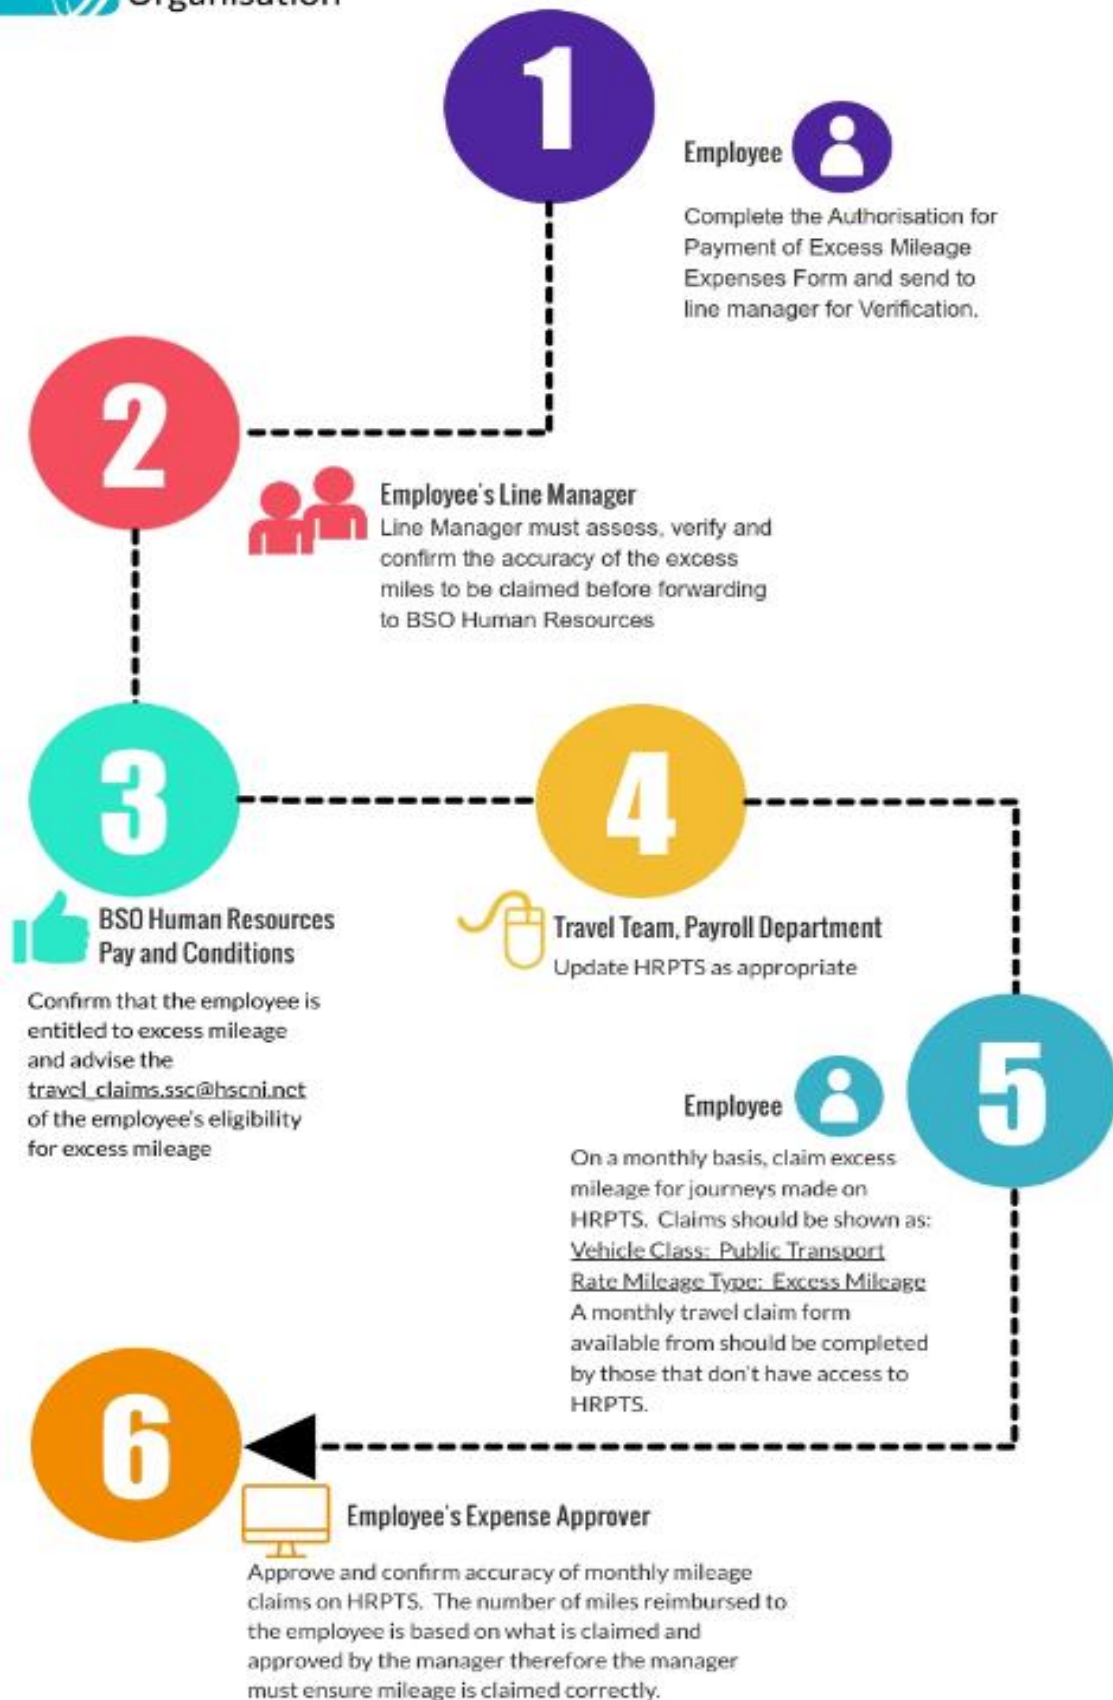 Organisation
1
Employee
Complete the Authorisation for
Payment of Excess Mileage
Expenses Form and send to
line manager for Verification.
2
Employee's Line Manager
Line Manager must assess, verify and
confirm the accuracy of the excess
miles to be claimed before forwarding
to BSO Human Resources
3
BSO Human Resources
Pay and Conditions
Confirm that the employee is
entitled to excess mileage
and advise the
travel_claims.ssc@hscni.net
of the employee's eligibility
for excess mileage
4
Travel Team, Payroll Department
Update HRPTS as appropriate
5
Employee
On a monthly basis, claim excess
mileage for journeys made on
HRPTS. Claims should be shown as:
Vehicle Class: Public Transport
Rate Mileage Type: Excess Mileage
A monthly travel claim form
available from should be completed
by those that don't have access to
HRPTS.
6
Employee's Expense Approver
Approve and confirm accuracy of monthly mileage
claims on HRPTS. The number of miles reimbursed to
the employee is based on what is claimed and
approved by the manager therefore the manager
must ensure mileage is claimed correctly.